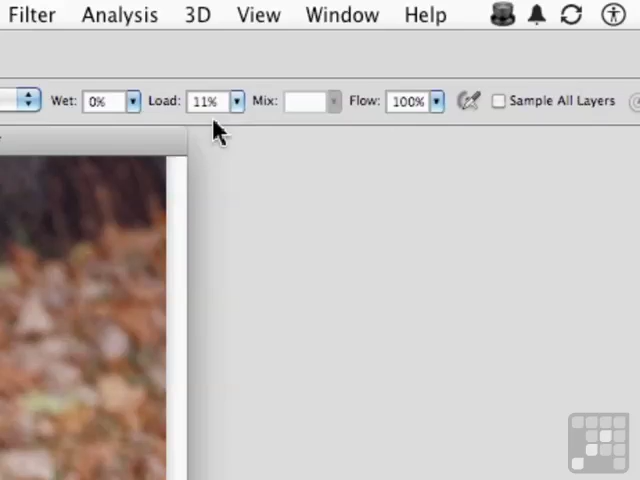 Filter Analysis 3D View Window Help
Wet: 0% Load: 11% Mix: Flow: 100% Sample All Layers